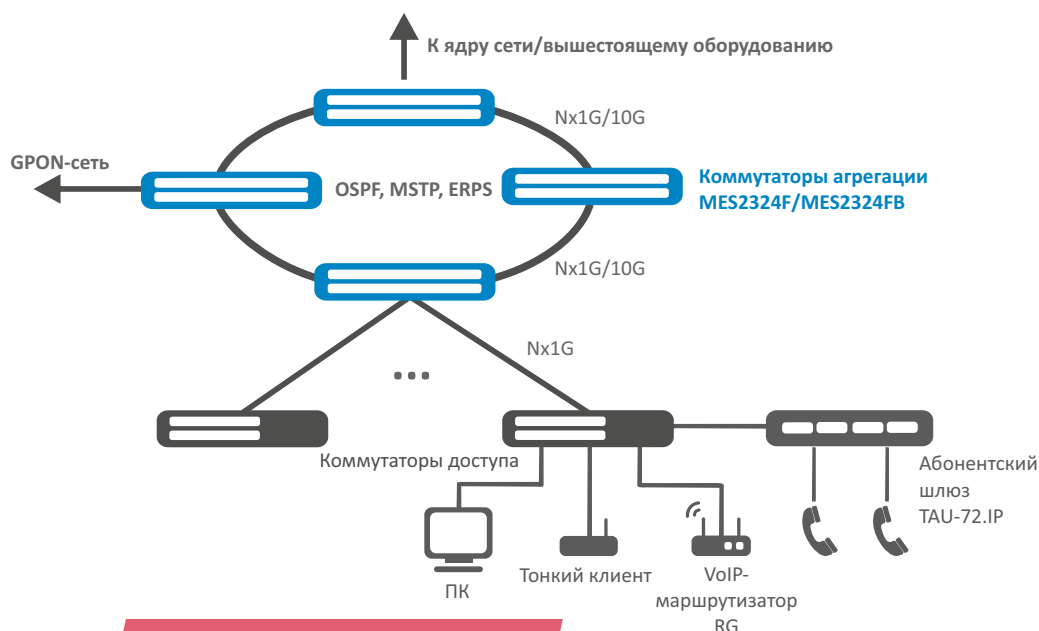 К ядру сети/вышестоящему оборудованию
Nx1G/10G
GPON-сеть
OSPF, MSTP, ERPS
Коммутаторы агрегации
MES2324F/MES2324FB
Nx1G/10G
Nx1G
...
Коммутаторы доступа
Абонентский
шлюз
TAU-72.IP
ПК
Тонкий клиент
VoIP-
маршрутизатор
RG